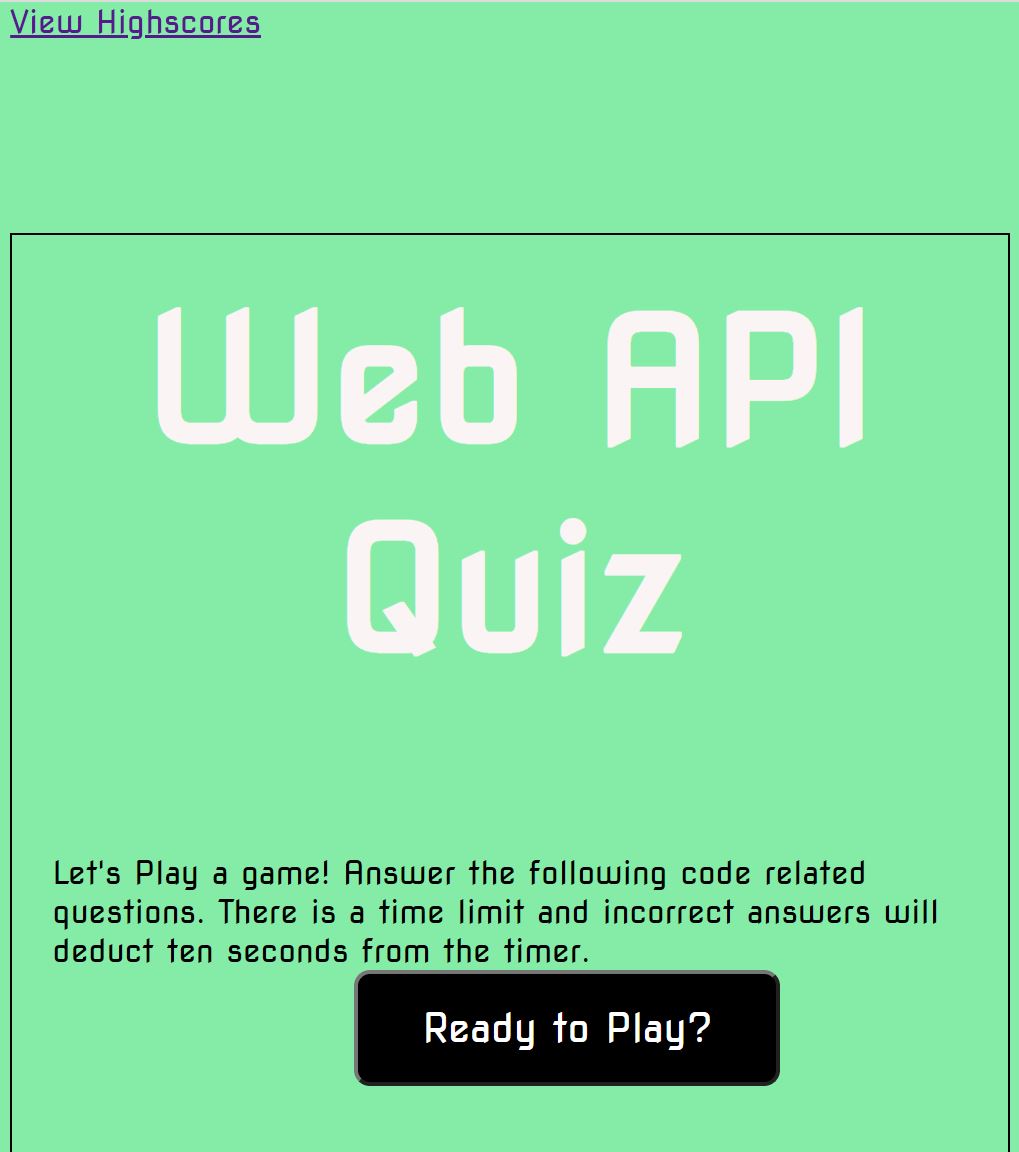 View Highscores
Web API
Quiz
Let's Play a game! Answer the following code related
questions. There is a time limit and incorrect answers will
deduct ten seconds from the timer.
Ready to Play?